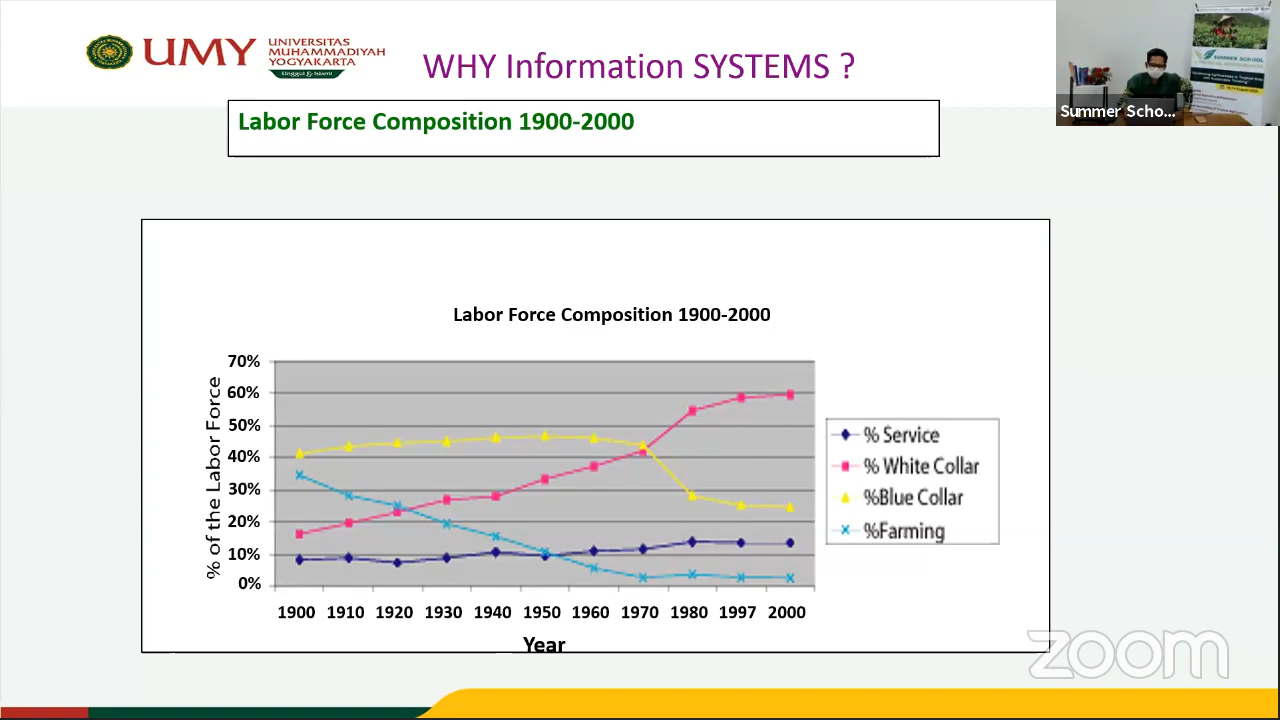 UMY
UNIVERSITAS
MUHAMMADIYAH
YOGYAKARTA
Unggul & Islami
WHY Information SYSTEMS ?
SUMMER SCHOOL
Summer Scho...
Labor Force Composition 1900-2000
Labor Force Composition 1900-2000
% of the Labor Force
70%
60%
50%
40%
30%
20%
10%
0%
1900 1910 1920 1930 1940 1950 1960 1970 1980 1997 2000
Year
% Service
% White Collar
%Blue Collar
%Farming
zoom